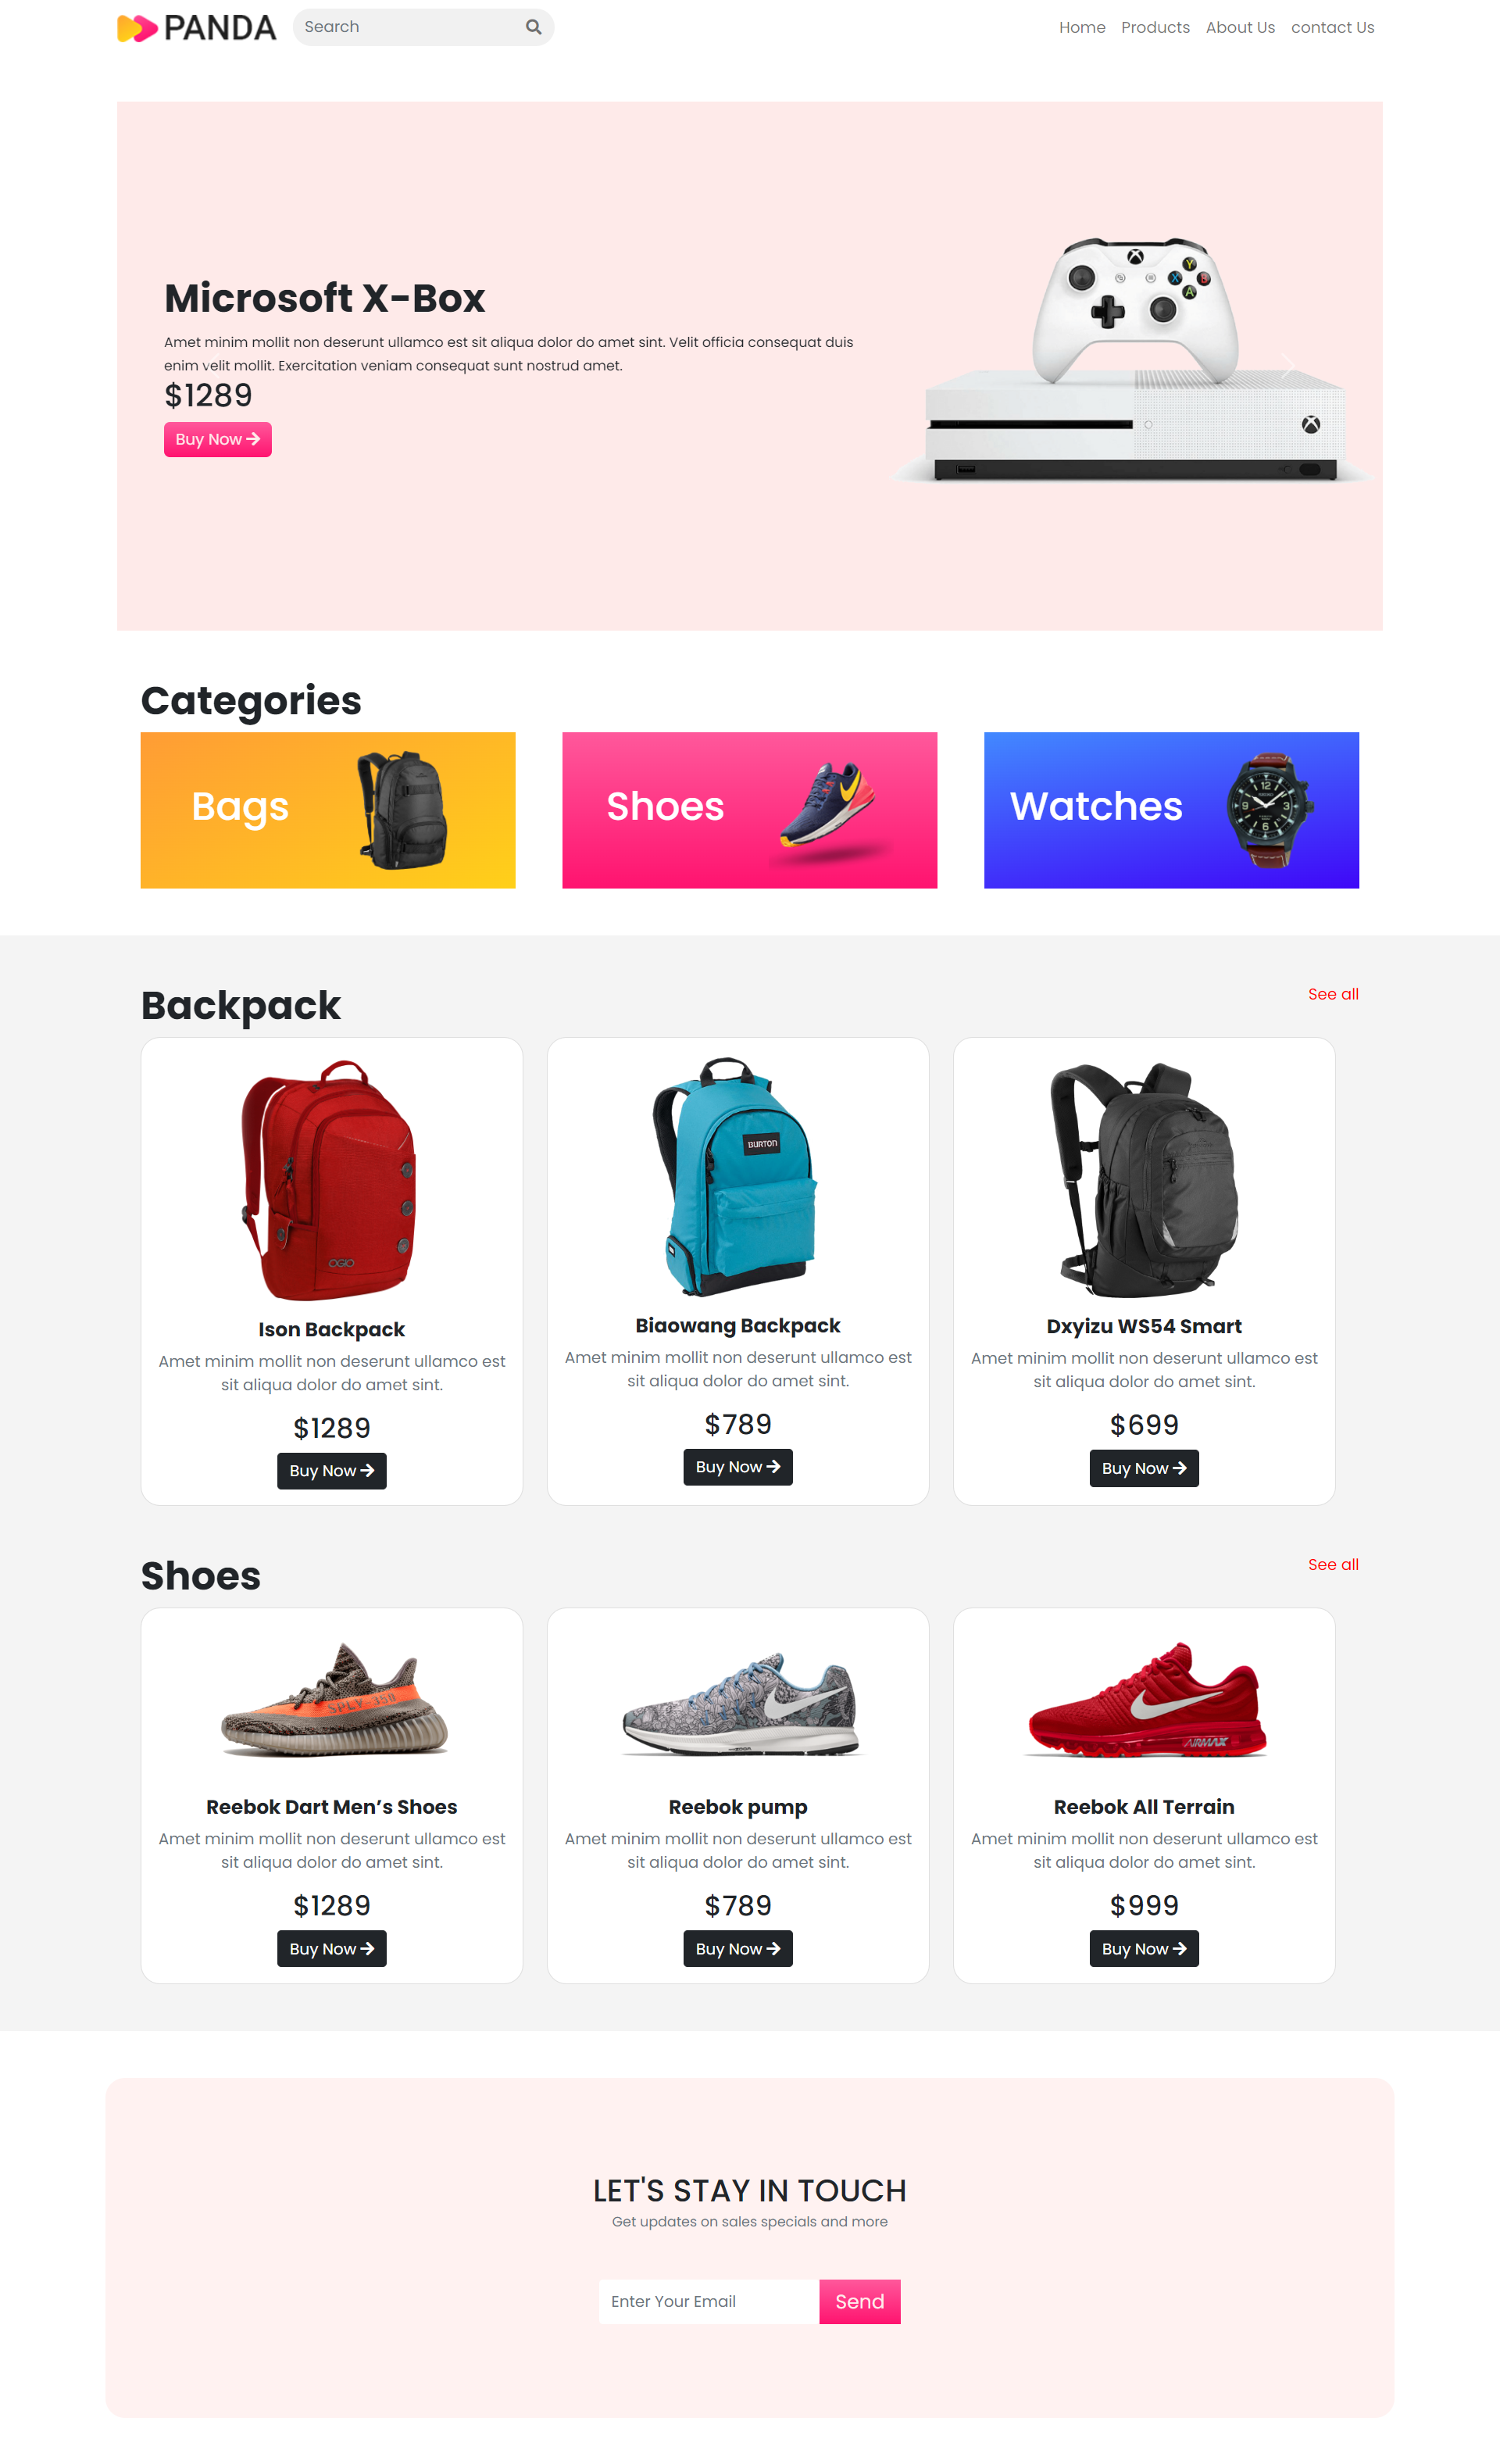 PANDA
Search
Home Products About Us contact Us
Microsoft X-Box
Amet minim mollit non deserunt ullamco est sit aliqua dolor do amet sint. Velit officia consequat duis
enim velit mollit. Exercitation veniam consequat sunt nostrud amet.
$1289
Buy Now
Y
X B
A
Categories
Bags
Shoes
Watches
SEIKO
12
9 3
6
Backpack
See all
OGIO
BURTON
Ison Backpack
Amet minim mollit non deserunt ullamco est
sit aliqua dolor do amet sint.
$1289
Buy Now
Biaowang Backpack
Amet minim mollit non deserunt ullamco est
sit aliqua dolor do amet sint.
$789
Buy Now
Dxyizu WS54 Smart
Amet minim mollit non deserunt ullamco est
sit aliqua dolor do amet sint.
$699
Buy Now
Shoes
See all
SPLY-350
AIRMAX
Reebok Dart Men’s Shoes
Amet minim mollit non deserunt ullamco est
sit aliqua dolor do amet sint.
$1289
Buy Now
Reebok pump
Amet minim mollit non deserunt ullamco est
sit aliqua dolor do amet sint.
$789
Buy Now
Reebok All Terrain
Amet minim mollit non deserunt ullamco est
sit aliqua dolor do amet sint.
$999
Buy Now
LET'S STAY IN TOUCH
Get updates on sales specials and more
Enter Your Email
Send